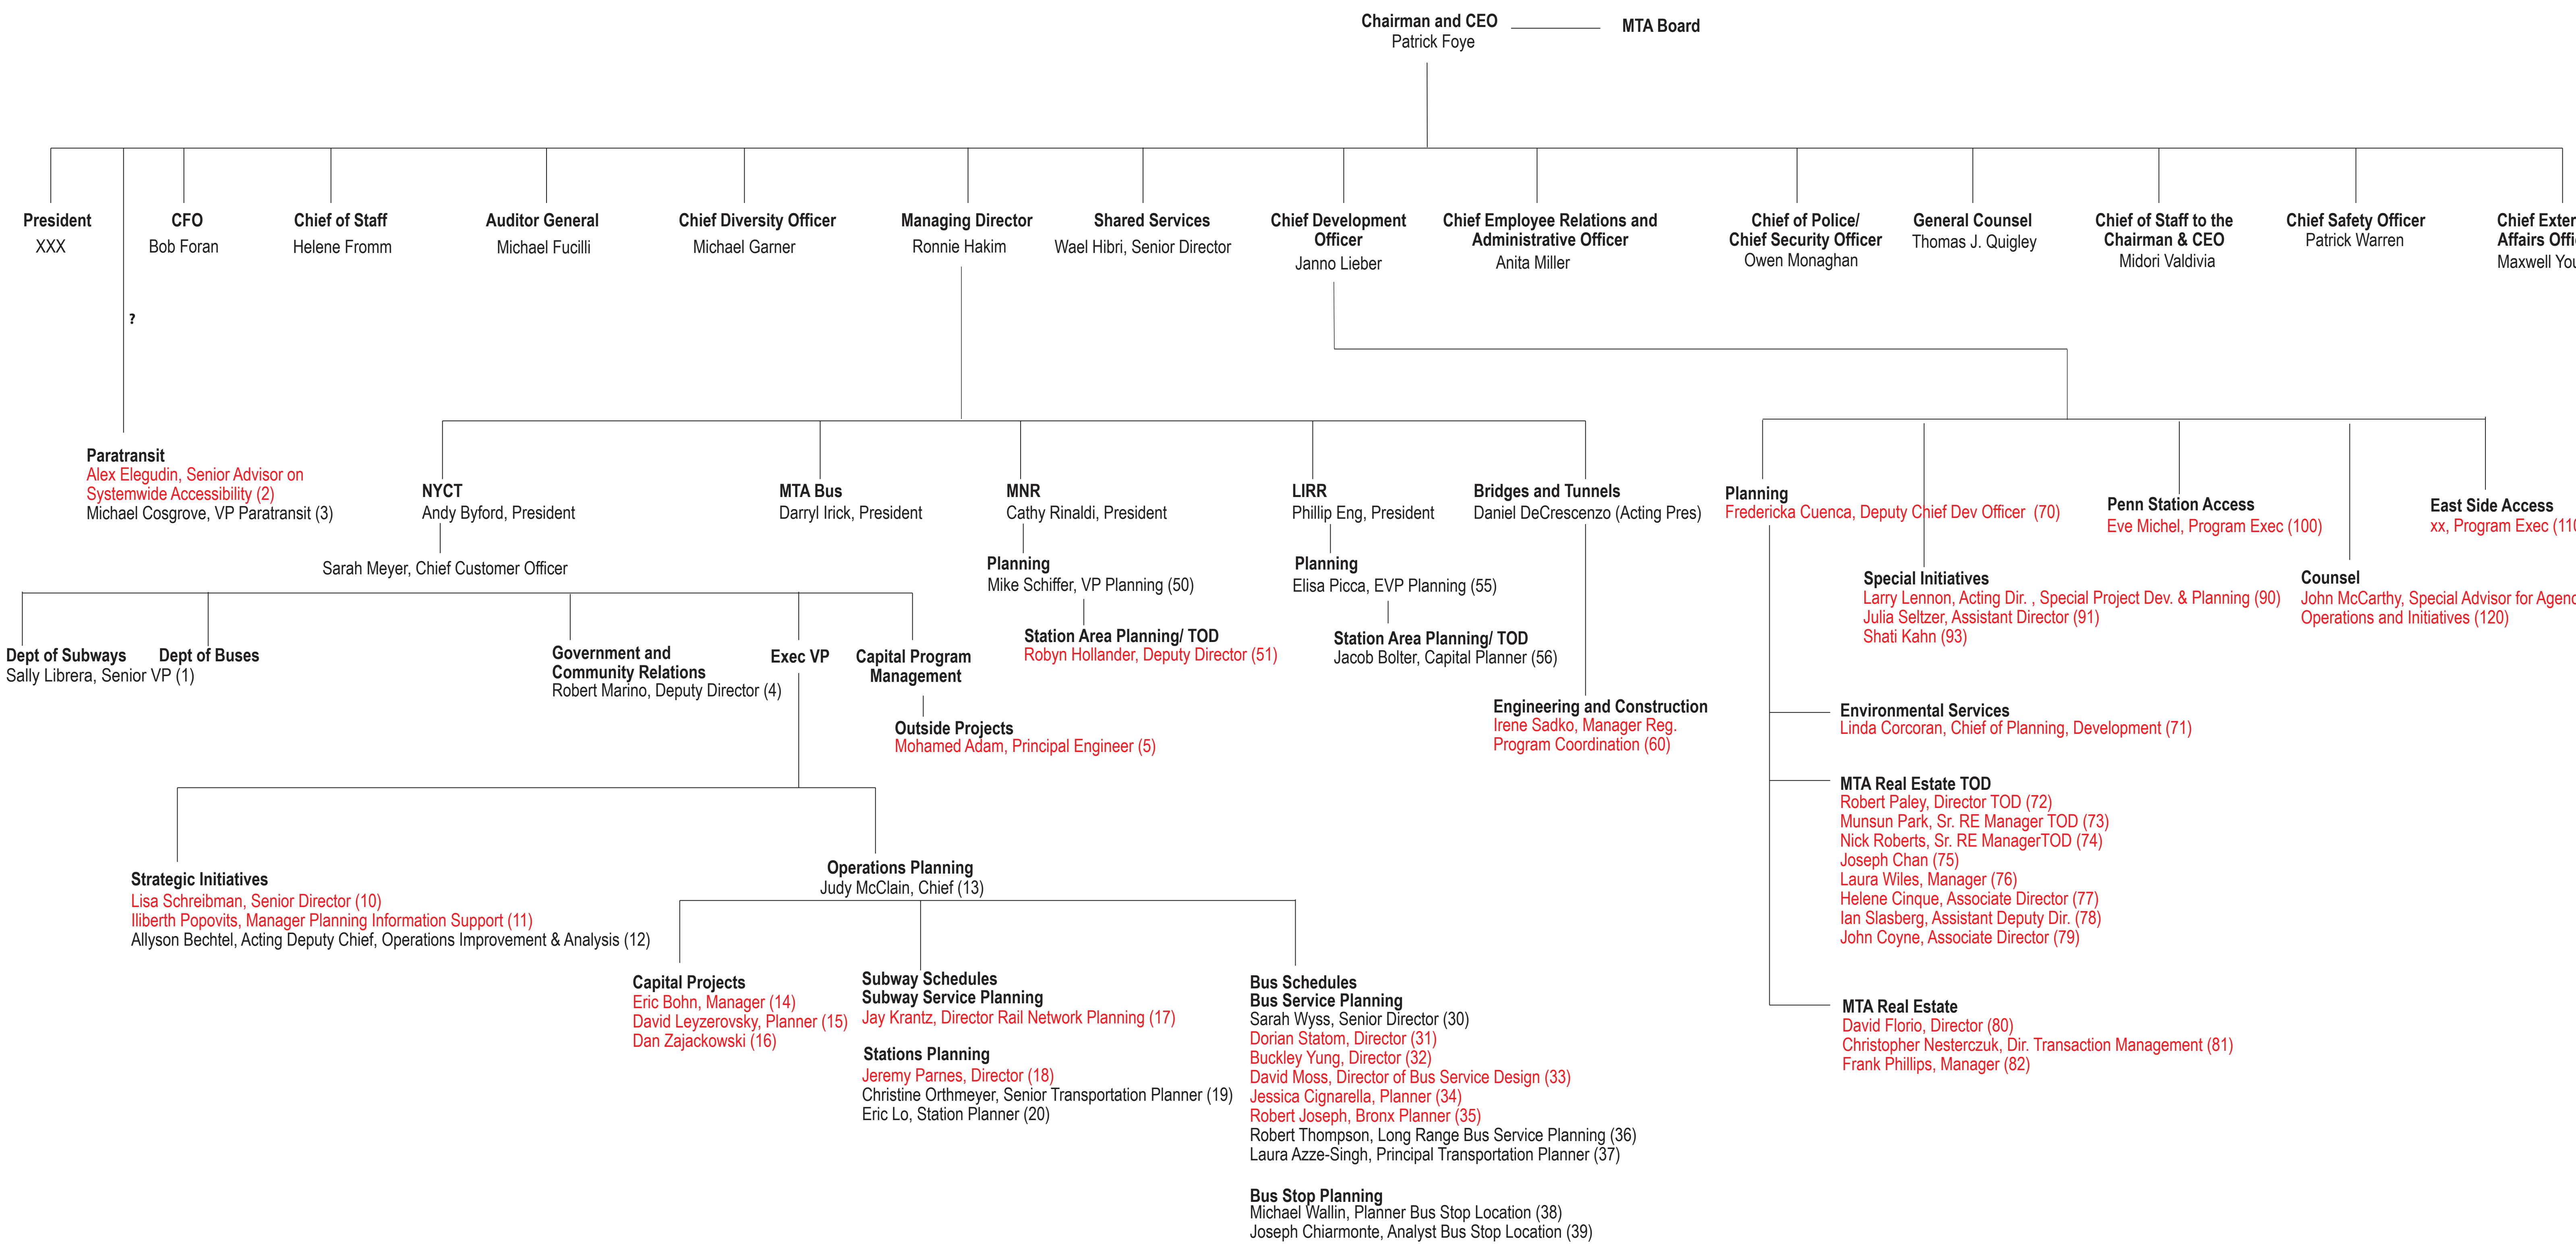 Chairman and CEO
Patrick Foye
MTA Board
President
XXX
CFO
Bob Foran
Chief of Staff
Helene Fromm
Auditor General
Michael Fucilli
Chief Diversity Officer
Michael Garner
Managing Director
Ronnie Hakim
Shared Services
Wael Hibri, Senior Director
Chief Development
Officer
Janno Lieber
Chief Employee Relations and
Administrative Officer
Anita Miller
Chief of Police/
Chief Security Officer
Owen Monaghan
General Counsel
Thomas J. Quigley
Chief of Staff to the
Chairman & CEO
Midori Valdivia
Chief Safety Officer
Patrick Warren
Chief Exter
Affairs Offi
Maxwell You
?
Paratransit
Alex Elegudin, Senior Advisor on
Systemwide Accessibility (2)
Michael Cosgrove, VP Paratransit (3)
NYCT
Andy Byford, President
MTA Bus
Darryl Irick, President
MNR
Cathy Rinaldi, President
LIRR
Phillip Eng, President
Bridges and Tunnels
Daniel DeCrescenzo (Acting Pres)
Planning
Fredericka Cuenca, Deputy Chief Dev Officer (70)
Penn Station Access
Eve Michel, Program Exec (100)
East Side Access
xx, Program Exec (110
Sarah Meyer, Chief Customer Officer
Planning
Mike Schiffer, VP Planning (50)
Planning
Elisa Picca, EVP Planning (55)
Special Initiatives
Larry Lennon, Acting Dir. , Special Project Dev. & Planning (90)
Julia Seltzer, Assistant Director (91)
Shati Kahn (93)
Counsel
John McCarthy, Special Advisor for Agenc
Operations and Initiatives (120)
Dept of Subways
Sally Librera, Senior VP (1)
Dept of Buses
Government and
Community Relations
Robert Marino, Deputy Director (4)
Exec VP
Capital Program
Management
Station Area Planning/ TOD
Robyn Hollander, Deputy Director (51)
Station Area Planning/ TOD
Jacob Bolter, Capital Planner (56)
Outside Projects
Mohamed Adam, Principal Engineer (5)
Engineering and Construction
Irene Sadko, Manager Reg.
Program Coordination (60)
Environmental Services
Linda Corcoran, Chief of Planning, Development (71)
MTA Real Estate TOD
Robert Paley, Director TOD (72)
Munsun Park, Sr. RE Manager TOD (73)
Nick Roberts, Sr. RE ManagerTOD (74)
Joseph Chan (75)
Laura Wiles, Manager (76)
Helene Cinque, Associate Director (77)
Ian Slasberg, Assistant Deputy Dir. (78)
John Coyne, Associate Director (79)
Strategic Initiatives
Lisa Schreibman, Senior Director (10)
Iliberth Popovits, Manager Planning Information Support (11)
Allyson Bechtel, Acting Deputy Chief, Operations Improvement & Analysis (12)
Operations Planning
Judy McClain, Chief (13)
Capital Projects
Eric Bohn, Manager (14)
David Leyzerovsky, Planner (15)
Dan Zajackowski (16)
Subway Schedules
Subway Service Planning
Jay Krantz, Director Rail Network Planning (17)
Stations Planning
Jeremy Parnes, Director (18)
Christine Orthmeyer, Senior Transportation Planner (19)
Eric Lo, Station Planner (20)
Bus Schedules
Bus Service Planning
Sarah Wyss, Senior Director (30)
Dorian Statom, Director (31)
Buckley Yung, Director (32)
David Moss, Director of Bus Service Design (33)
Jessica Cignarella, Planner (34)
Robert Joseph, Bronx Planner (35)
Robert Thompson, Long Range Bus Service Planning (36)
Laura Azze-Singh, Principal Transportation Planner (37)
Bus Stop Planning
Michael Wallin, Planner Bus Stop Location (38)
Joseph Chiarmonte, Analyst Bus Stop Location (39)
MTA Real Estate
David Florio, Director (80)
Christopher Nesterczuk, Dir. Transaction Management (81)
Frank Phillips, Manager (82)